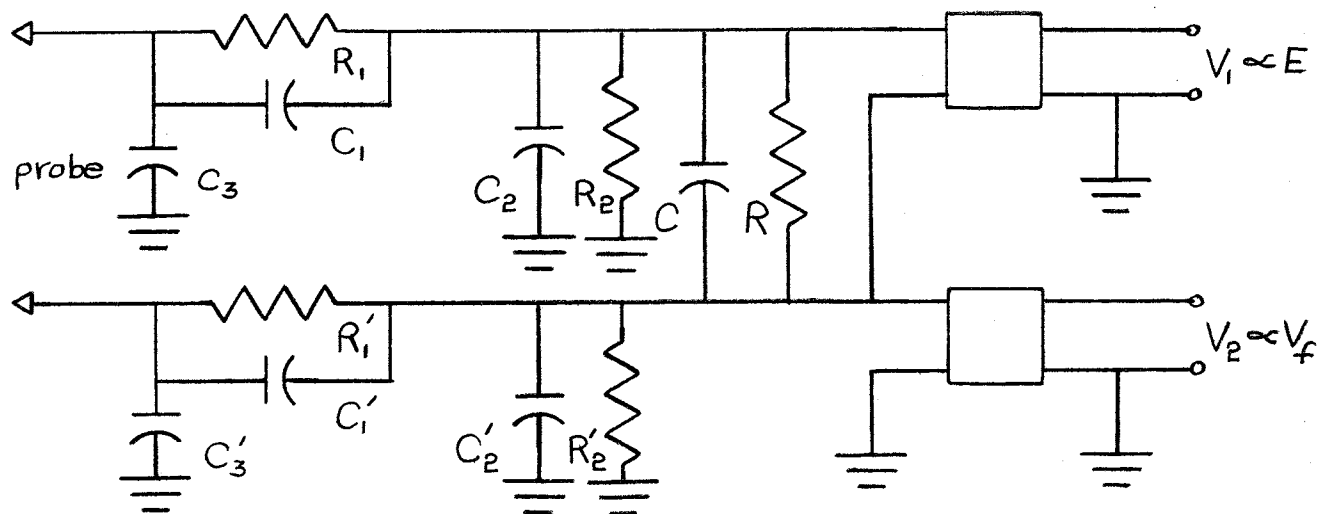 R₁
V₁ ∝ E
C₁
probe
C₃
C₂
R₂
C
R
R₁′
V₂ ∝ V_f
C₁′
C₃′
C₂′
R₂′